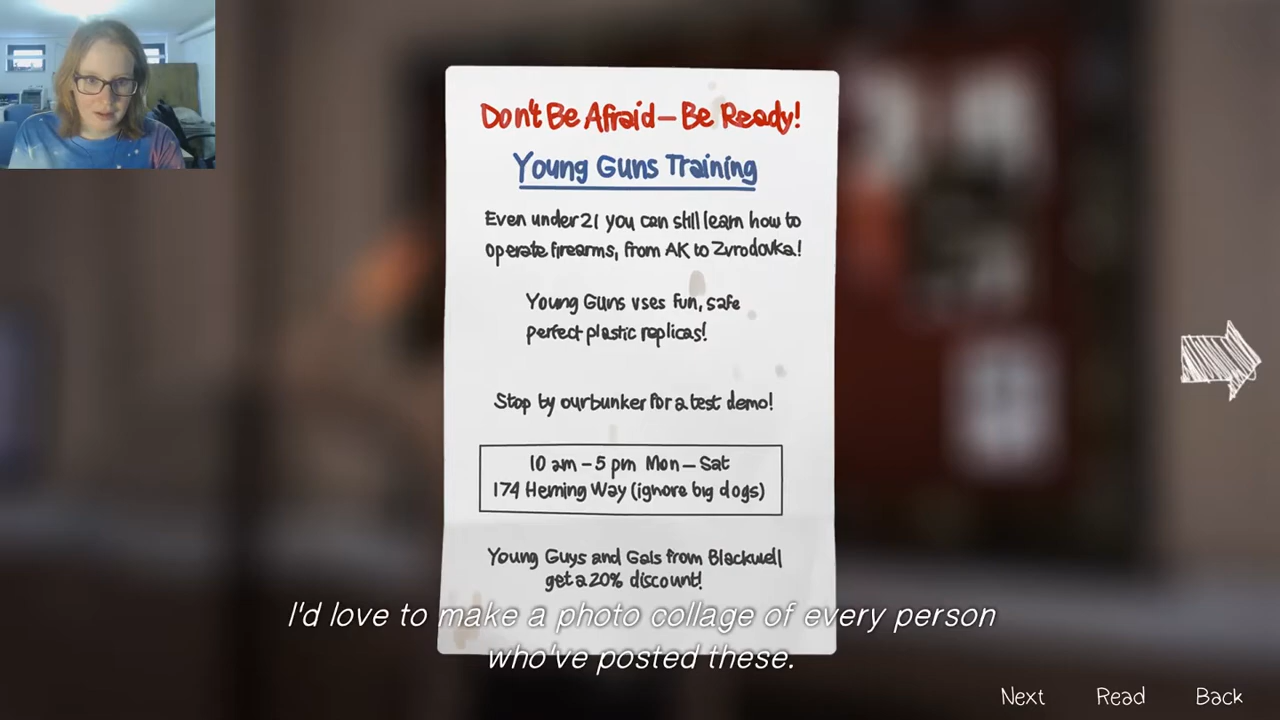 Don't Be Afraid – Be Ready!
Young Guns Training
Even under 21 you can still learn how to
operate firearms, from AK to Zvrodovka!
Young Guns uses fun, safe
perfect plastic replicas!
Stop by our bunker for a test demo!
10 am – 5 pm Mon – Sat
174 Heming Way (ignore big dogs)
Young Guys and Gals from Blackwell
get a 20% discount!
I'd love to make a photo collage of every person
who've posted these.
Next Read Back